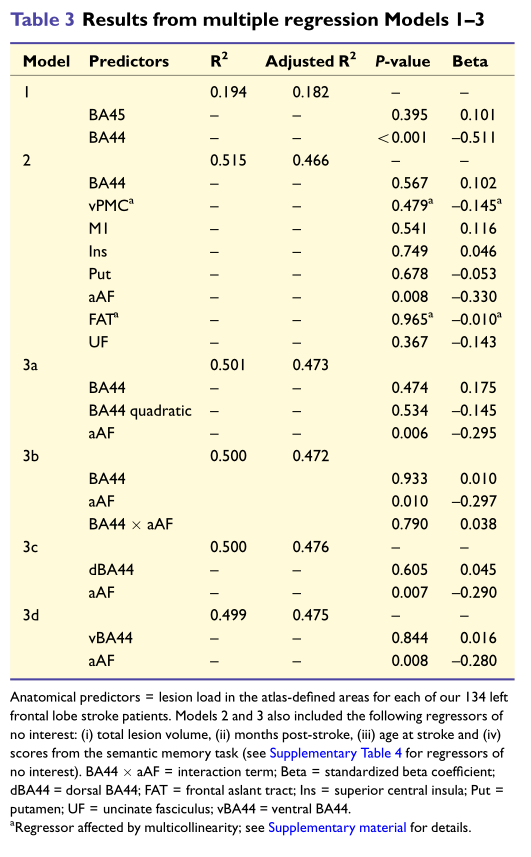 Table 3 Results from multiple regression Models 1–3
Model Predictors R² Adjusted R² P-value Beta
1 0.194 0.182 – –
BA45 – – 0.395 0.101
BA44 – – <0.001 –0.511
2 0.515 0.466 – –
BA44 – – 0.567 0.102
vPMCᵃ – – 0.479ᵃ –0.145ᵃ
M1 – – 0.541 0.116
Ins – – 0.749 0.046
Put – – 0.678 –0.053
aAF – – 0.008 –0.330
FATᵃ – – 0.965ᵃ –0.010ᵃ
UF – – 0.367 –0.143
3a 0.501 0.473
BA44 – – 0.474 0.175
BA44 quadratic – – 0.534 –0.145
aAF – – 0.006 –0.295
3b 0.500 0.472
BA44 – – 0.933 0.010
aAF – – 0.010 –0.297
BA44 × aAF – – 0.790 0.038
3c 0.500 0.476 – –
dBA44 – – 0.605 0.045
aAF – – 0.007 –0.290
3d 0.499 0.475 – –
vBA44 – – 0.844 0.016
aAF – – 0.008 –0.280
Anatomical predictors = lesion load in the atlas-defined areas for each of our 134 left
frontal lobe stroke patients. Models 2 and 3 also included the following regressors of
no interest: (i) total lesion volume, (ii) months post-stroke, (iii) age at stroke and (iv)
scores from the semantic memory task (see Supplementary Table 4 for regressors of
no interest). BA44 × aAF = interaction term; Beta = standardized beta coefficient;
dBA44 = dorsal BA44; FAT = frontal aslant tract; Ins = superior central insula; Put =
putamen; UF = uncinate fasciculus; vBA44 = ventral BA44.
ᵃRegressor affected by multicollinearity; see Supplementary material for details.